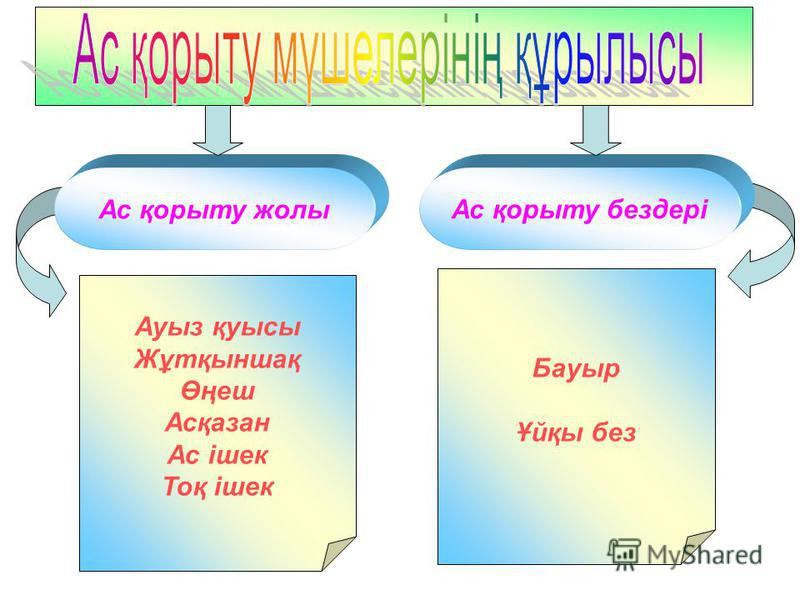 Ас қорыту мүшелерінің құрылысы
Ас қорыту жолы
Ас қорыту бездері
Ауыз қуысы
Жұтқыншақ
Өңеш
Асқазан
Ас ішек
Тоқ ішек
Бауыр
Ұйқы без
MyShared